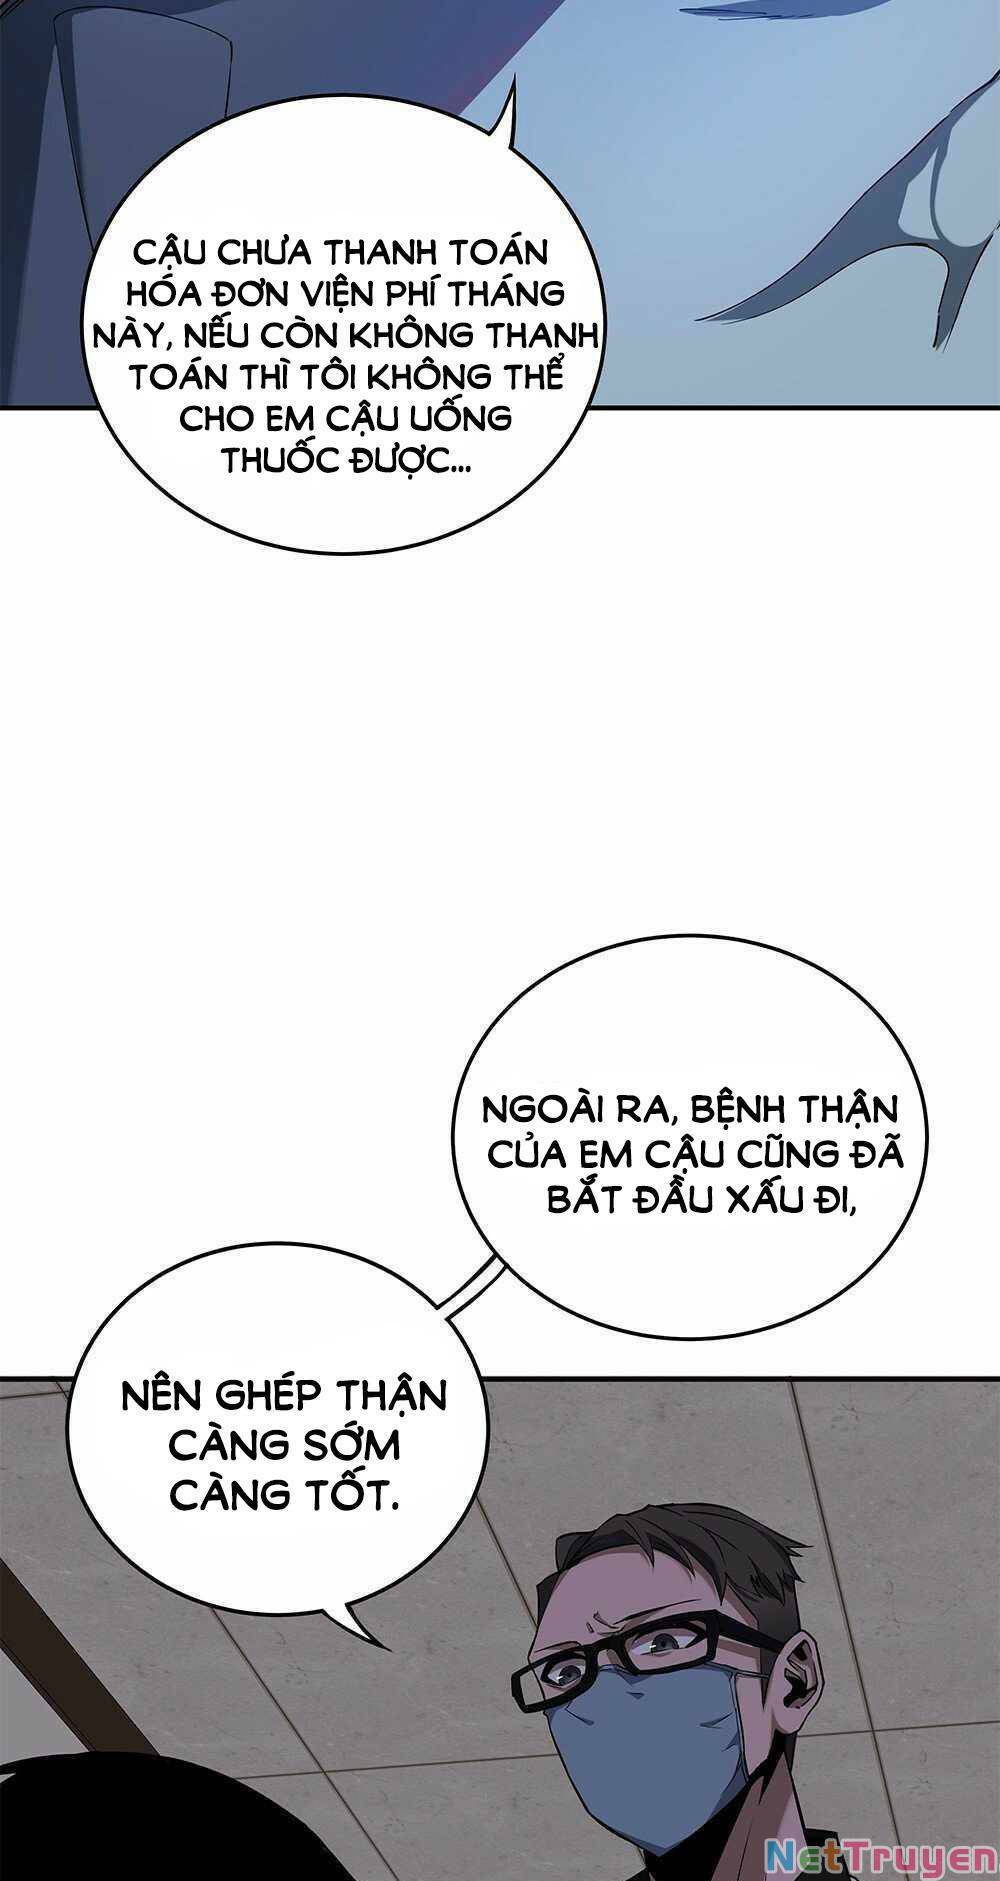 CẬU CHƯA THANH TOÁN
HÓA ĐƠN VIỆN PHÍ THÁNG
NÀY, NẾU CÒN KHÔNG THANH
TOÁN THÌ TÔI KHÔNG THỂ
CHO EM CẬU UỐNG
THUỐC ĐƯỢC...
NGOÀI RA, BỆNH THẬN
CỦA EM CẬU CŨNG ĐÃ
BẮT ĐẦU XẤU ĐI,
NÊN GHÉP THẬN
CÀNG SỚM
CÀNG TỐT.
NetTruyen